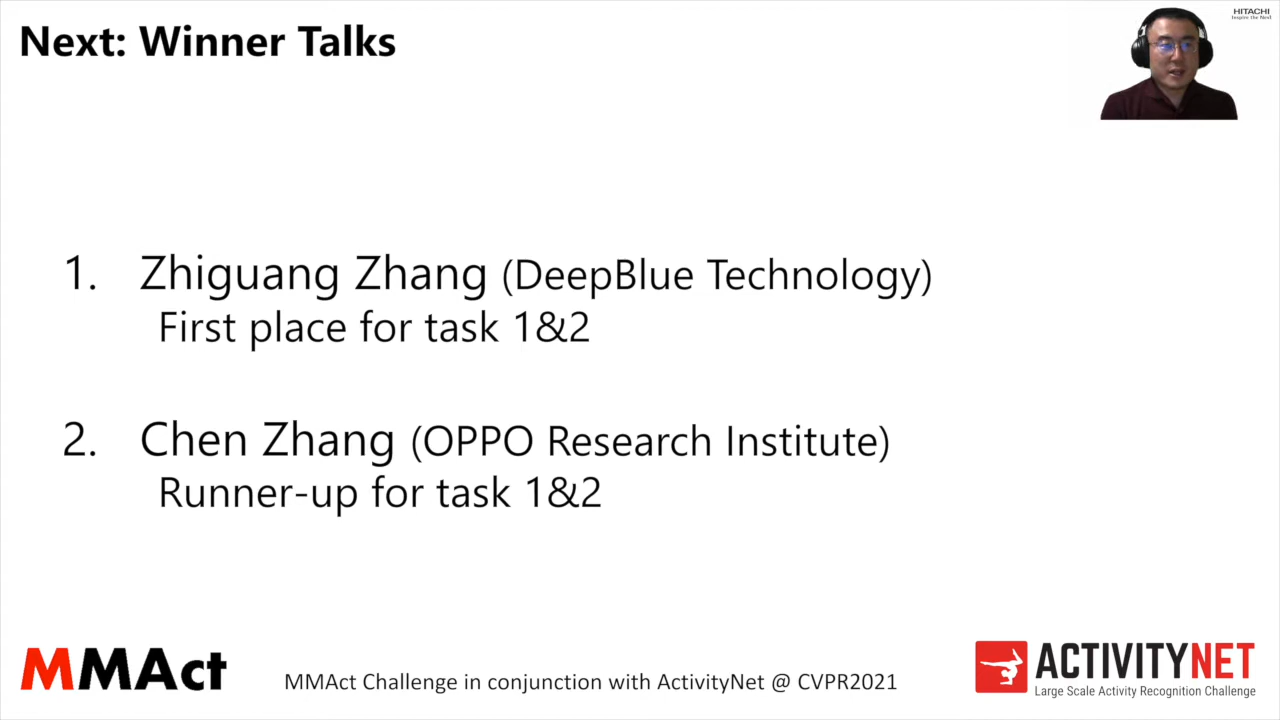 Next: Winner Talks
HITACHI
Inspire the Next
1. Zhiguang Zhang (DeepBlue Technology)
First place for task 1&2
2. Chen Zhang (OPPO Research Institute)
Runner-up for task 1&2
MMAct
MMAct Challenge in conjunction with ActivityNet @ CVPR2021
ACTIVITYNET
Large Scale Activity Recognition Challenge